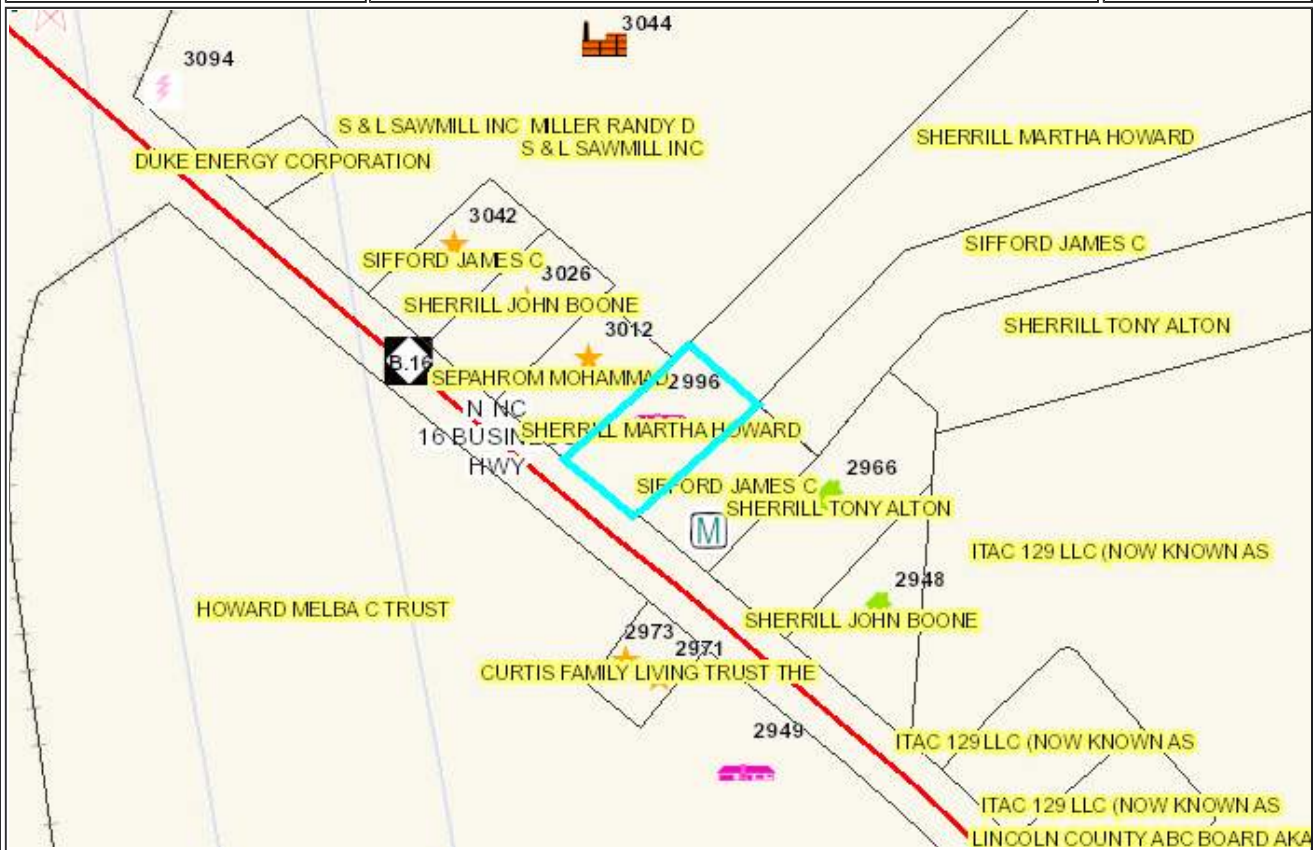 3044
3094
S & L SAWMILL INC MILLER RANDY D
S & L SAWMILL INC
SHERRILL MARTHA HOWARD
DUKE ENERGY CORPORATION
3042
SIFFORD JAMES C
SIFFORD JAMES C
3026
SHERRILL JOHN BOONE
SHERRILL TONY ALTON
3012
B.16
SEPAHROM MOHAMMAD
2996
N NC
16 BUSINESS
HWY
SHERRILL MARTHA HOWARD
2966
SIFFORD JAMES C
SHERRILL TONY ALTON
M
ITAC 129 LLC (NOW KNOWN AS
2948
HOWARD MELBA C TRUST
SHERRILL JOHN BOONE
2973
2971
CURTIS FAMILY LIVING TRUST THE
2949
ITAC 129 LLC (NOW KNOWN AS
ITAC 129 LLC (NOW KNOWN AS
LINCOLN COUNTY ABC BOARD AKA